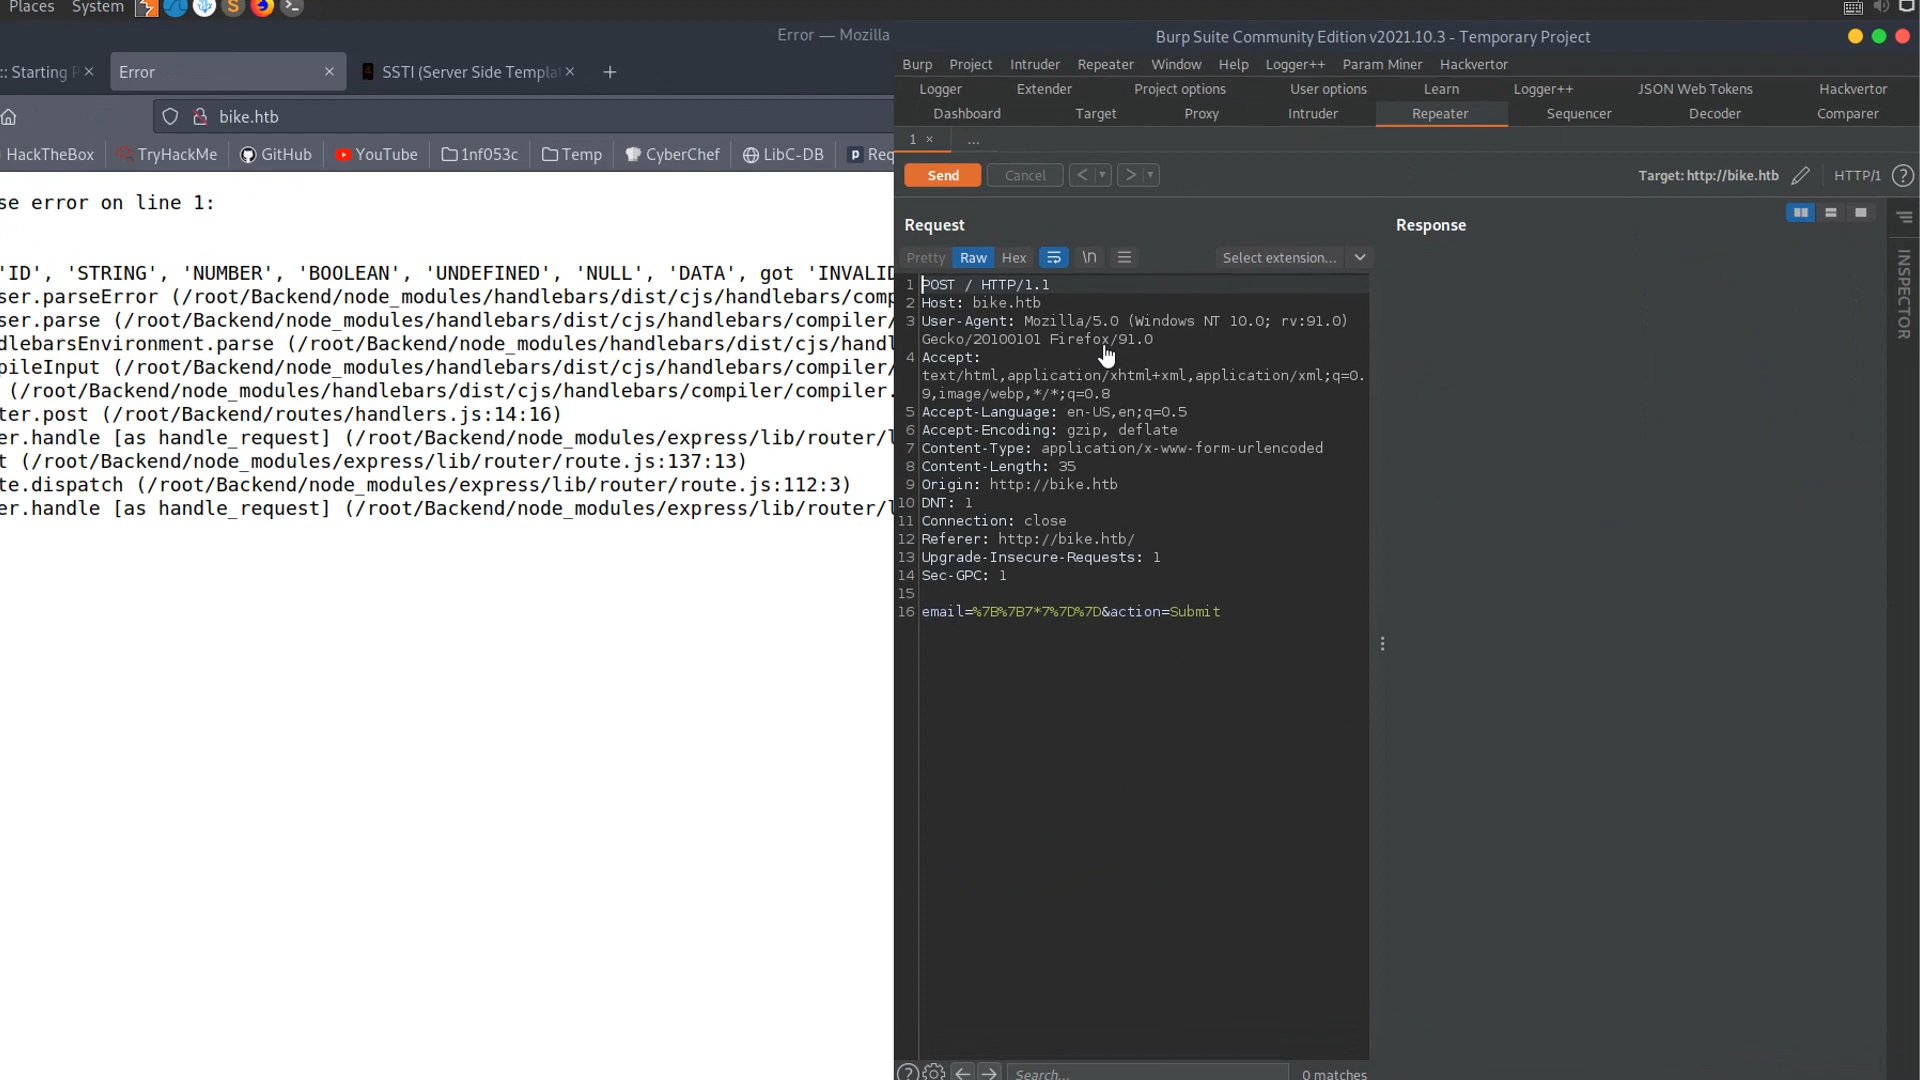 Places System
Error — Mozilla
:: Starting P ×
Error ×
SSTI (Server Side Templa ×
+
bike.htb
HackTheBox TryHackMe GitHub YouTube 1nf053c Temp CyberChef LibC-DB Req
se error on line 1:
'ID', 'STRING', 'NUMBER', 'BOOLEAN', 'UNDEFINED', 'NULL', 'DATA', got 'INVALID
ser.parseError (/root/Backend/node_modules/handlebars/dist/cjs/handlebars/comp
ser.parse (/root/Backend/node_modules/handlebars/dist/cjs/handlebars/compiler/
dlebarsEnvironment.parse (/root/Backend/node_modules/handlebars/dist/cjs/handl
pileInput (/root/Backend/node_modules/handlebars/dist/cjs/handlebars/compiler/
(/root/Backend/node_modules/handlebars/dist/cjs/handlebars/compiler/compiler.
ter.post (/root/Backend/routes/handlers.js:14:16)
er.handle [as handle_request] (/root/Backend/node_modules/express/lib/router/l
t (/root/Backend/node_modules/express/lib/router/route.js:137:13)
te.dispatch (/root/Backend/node_modules/express/lib/router/route.js:112:3)
er.handle [as handle_request] (/root/Backend/node_modules/express/lib/router/l
Burp Suite Community Edition v2021.10.3 - Temporary Project
Burp Project Intruder Repeater Window Help Logger++ Param Miner Hackvertor
Logger Extender Project options User options Learn Logger++ JSON Web Tokens Hackvertor
Dashboard Target Proxy Intruder Repeater Sequencer Decoder Comparer
1 × ...
Send Cancel < > Target: http://bike.htb HTTP/1 ?
Request
Pretty Raw Hex \n Select extension...
1 POST / HTTP/1.1
2 Host: bike.htb
3 User-Agent: Mozilla/5.0 (Windows NT 10.0; rv:91.0)
Gecko/20100101 Firefox/91.0
4 Accept:
text/html,application/xhtml+xml,application/xml;q=0.
9,image/webp,*/*;q=0.8
5 Accept-Language: en-US,en;q=0.5
6 Accept-Encoding: gzip, deflate
7 Content-Type: application/x-www-form-urlencoded
8 Content-Length: 35
9 Origin: http://bike.htb
10 DNT: 1
11 Connection: close
12 Referer: http://bike.htb/
13 Upgrade-Insecure-Requests: 1
14 Sec-GPC: 1
15
16 email=%7B%7B7*7%7D%7D&action=Submit
Search... 0 matches
Response
INSPECTOR